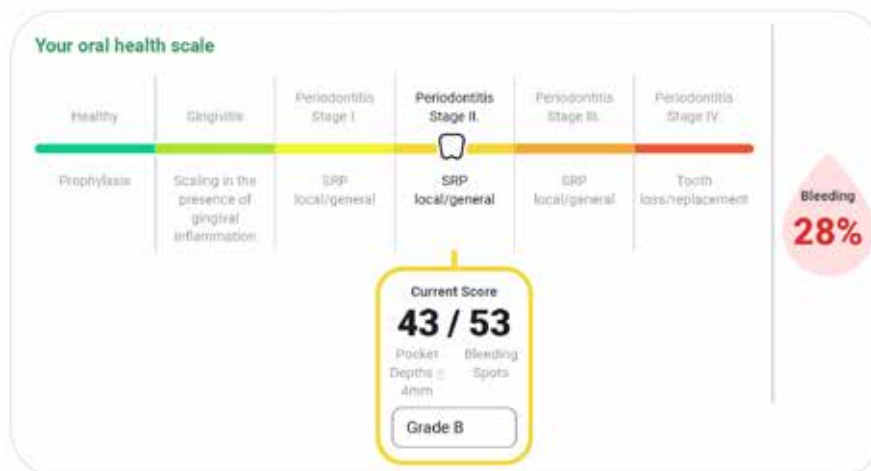 Your oral health scale
Healthy
Gingivitis
Periodontitis
Stage I
Periodontitis
Stage II.
Periodontitis
Stage III.
Periodontitis
Stage IV
Prophylaxis
Scaling in the
presence of
gingival
inflammation
SRP
local/general
SRP
local/general
SRP
local/general
Tooth
loss/replacement
Bleeding
28%
Current Score
43 / 53
Pocket
Depths
4mm
Bleeding
Spots
Grade B